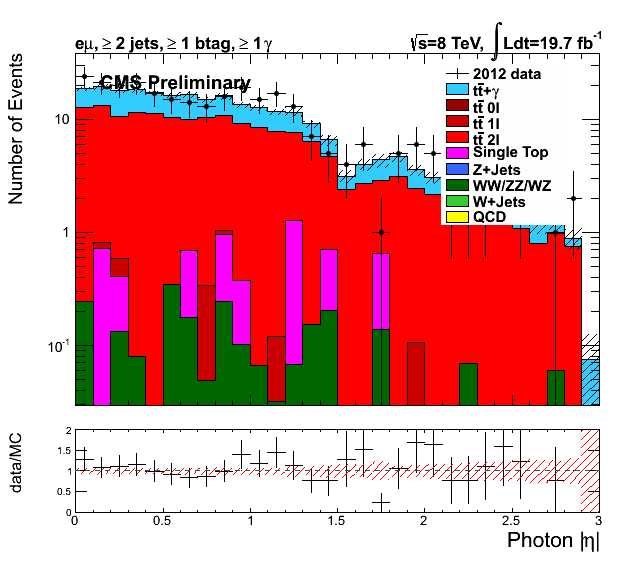 eμ, ≥ 2 jets, ≥ 1 btag, ≥ 1 γ
√s=8 TeV, ∫Ldt=19.7 fb⁻¹
CMS Preliminary
2012 data
tt̄+γ
tt̄ 0l
tt̄ 1l
tt̄ 2l
Single Top
Z+Jets
WW/ZZ/WZ
W+Jets
QCD
Number of Events
10
1
10⁻¹
data/MC
2
1.5
1
0.5
0
0 0.5 1 1.5 2 2.5 3
Photon |η|